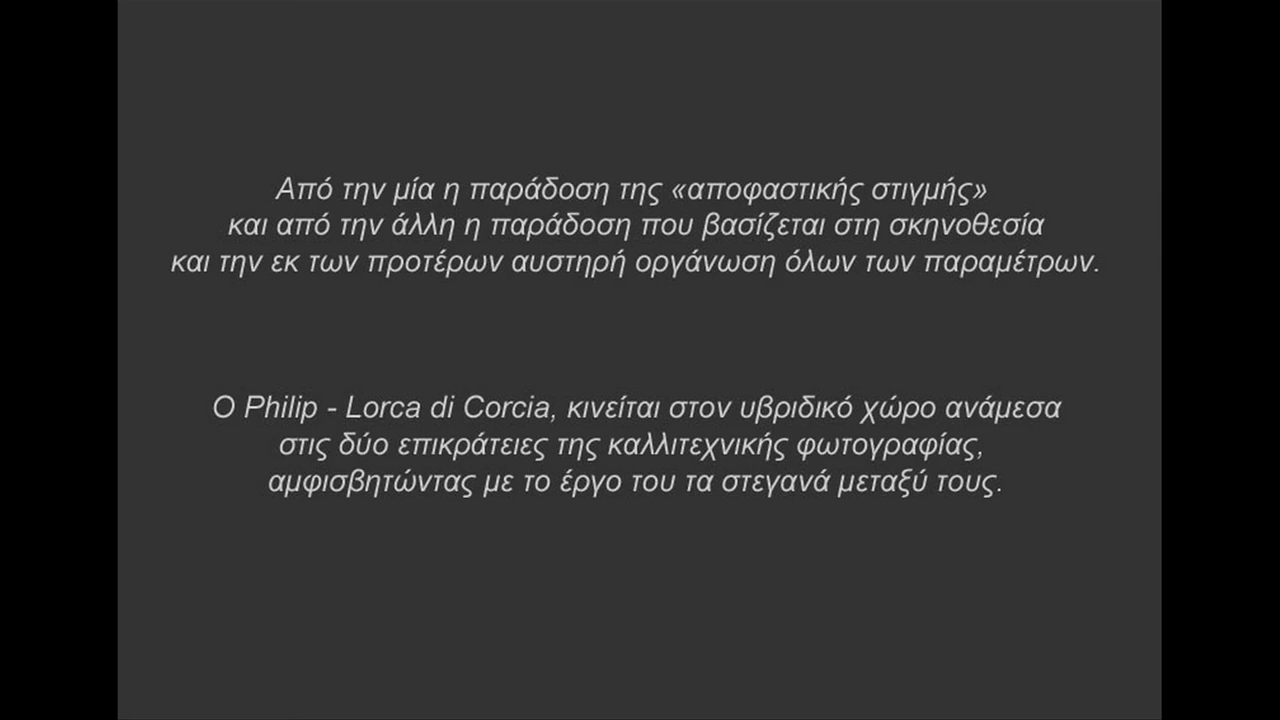 Από την μία η παράδοση της «αποφαστικής στιγμής»
και από την άλλη η παράδοση που βασίζεται στη σκηνοθεσία
και την εκ των προτέρων αυστηρή οργάνωση όλων των παραμέτρων.
Ο Philip - Lorca di Corcia, κινείται στον υβριδικό χώρο ανάμεσα
στις δύο επικράτειες της καλλιτεχνικής φωτογραφίας,
αμφισβητώντας με το έργο του τα στεγανά μεταξύ τους.